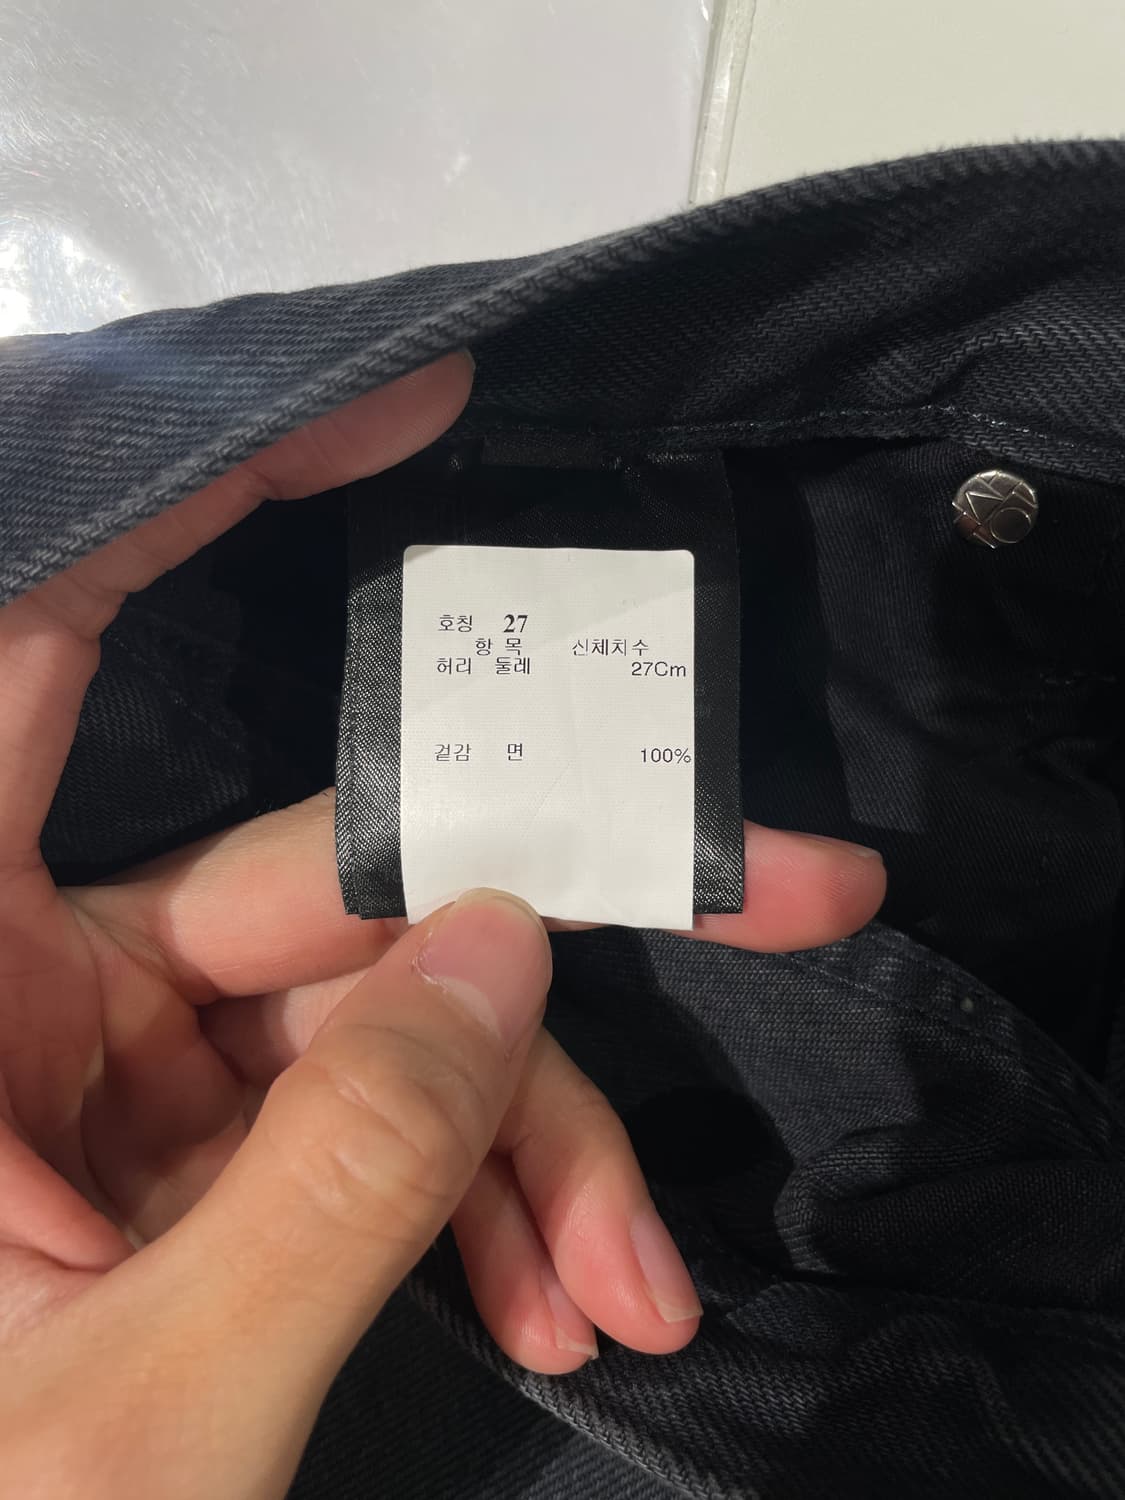 호칭 27
항 목 신체치수
허리 둘레 27Cm
겉감 면 100%